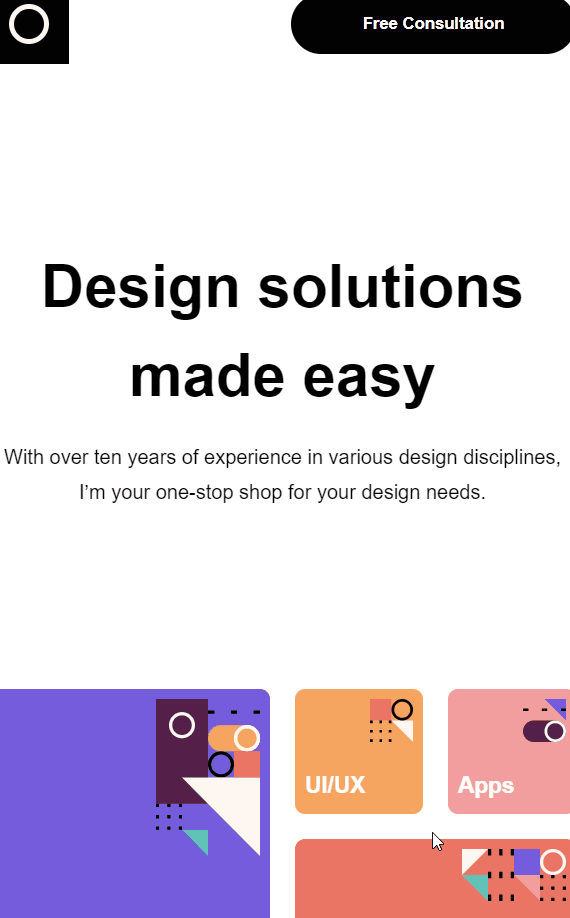 Free Consultation
Design solutions
made easy
With over ten years of experience in various design disciplines,
I’m your one-stop shop for your design needs.
UI/UX
Apps